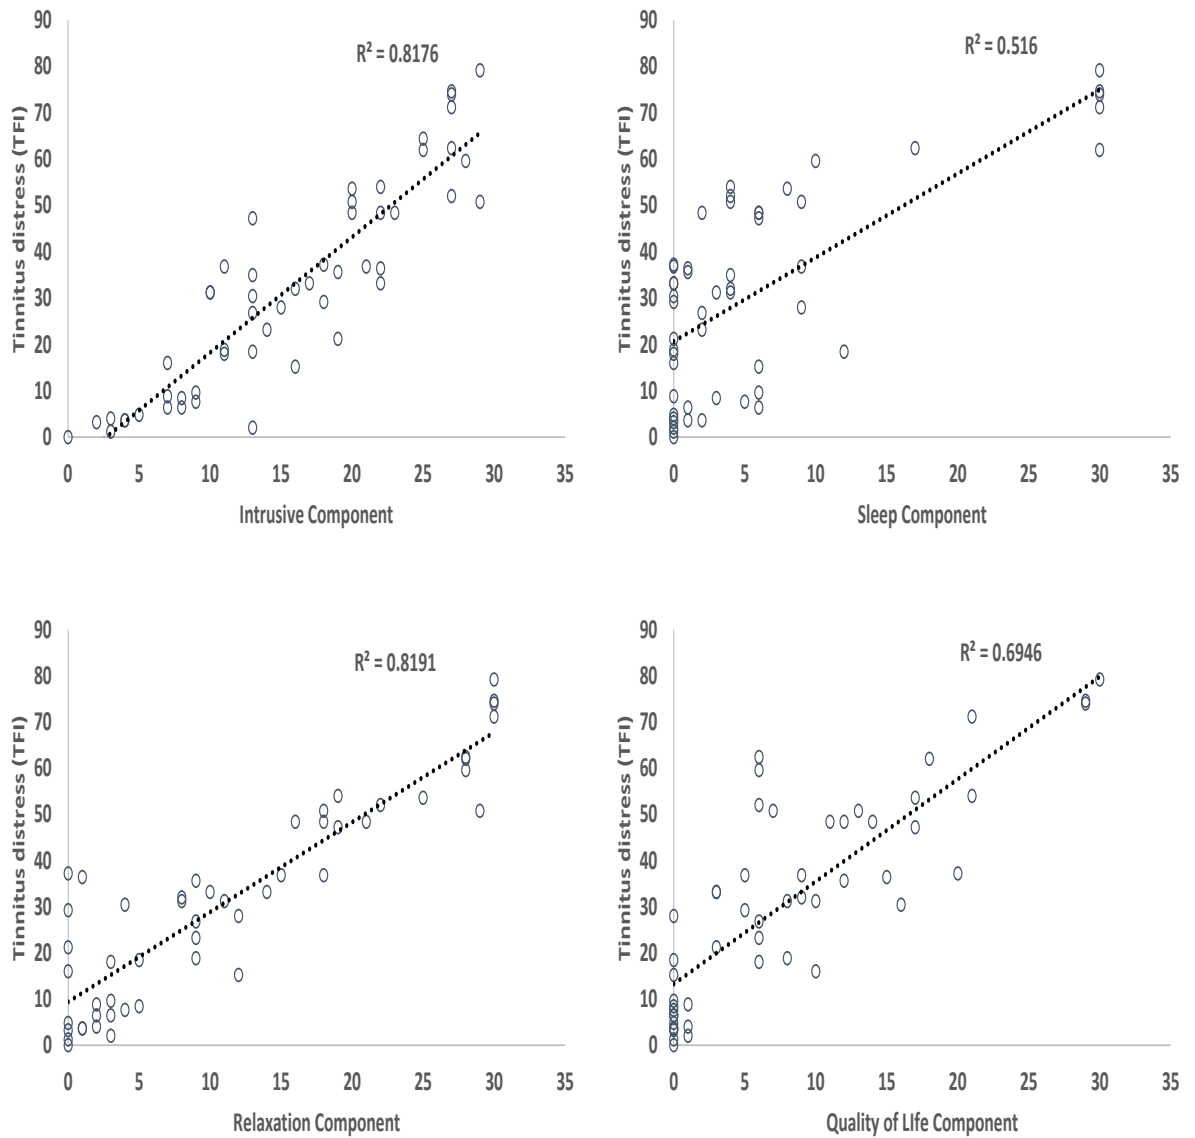 R² = 0.8176
Tinnitus distress (TFI)
90
80
70
60
50
40
30
20
10
0
0 5 10 15 20 25 30 35
Intrusive Component
R² = 0.516
Tinnitus distress (TFI)
90
80
70
60
50
40
30
20
10
0
0 5 10 15 20 25 30 35
Sleep Component
R² = 0.8191
Tinnitus distress (TFI)
90
80
70
60
50
40
30
20
10
0
0 5 10 15 20 25 30 35
Relaxation Component
R² = 0.6946
Tinnitus distress (TFI)
90
80
70
60
50
40
30
20
10
0
0 5 10 15 20 25 30 35
Quality of LIfe Component